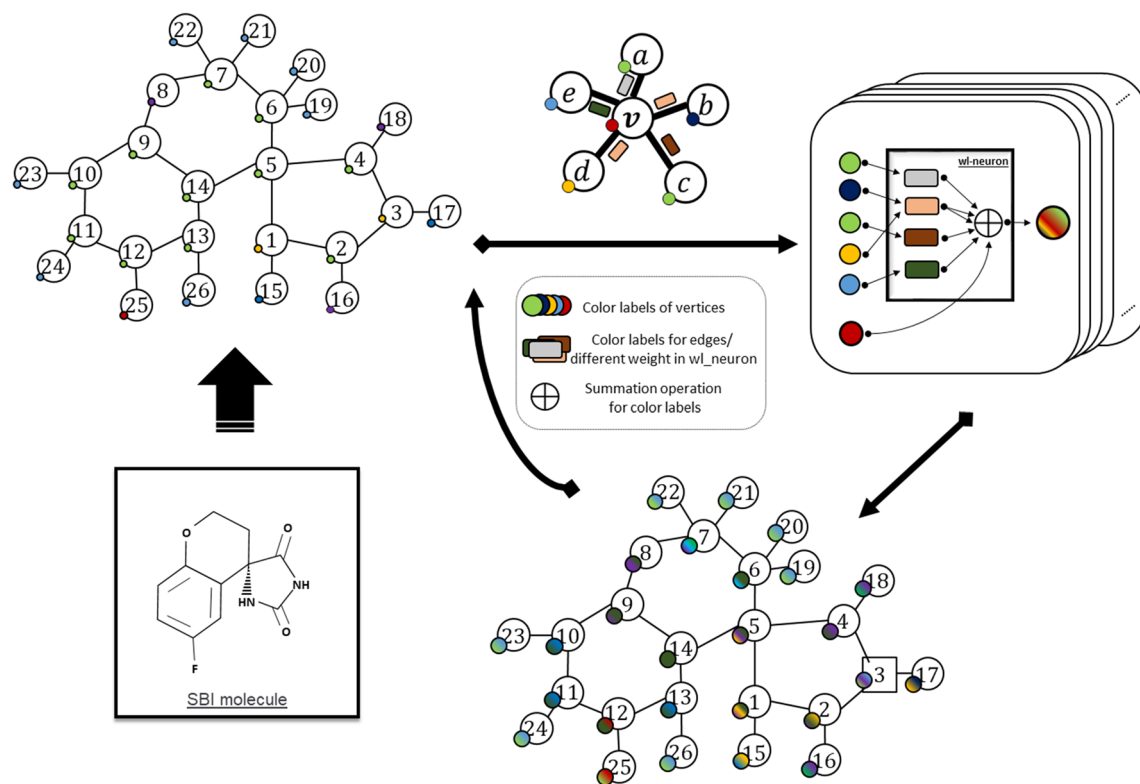 22
21
20
7
8
19
6
18
9
5
4
23
10
14
3
17
11
13
1
2
12
24
15
26
16
25
a
e
b
v
d
c
wl-neuron
Color labels of vertices
Color labels for edges/
different weight in wl_neuron
Summation operation
for color labels
O
O
NH
HN
O
F
SBI molecule
22
21
20
7
8
19
6
18
9
5
4
23
10
14
3
17
11
13
1
2
12
24
15
26
16
25